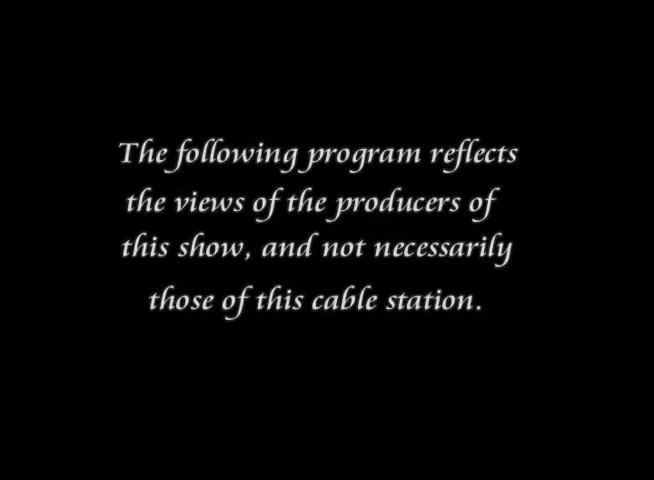 The following program reflects
the views of the producers of
this show, and not necessarily
those of this cable station.